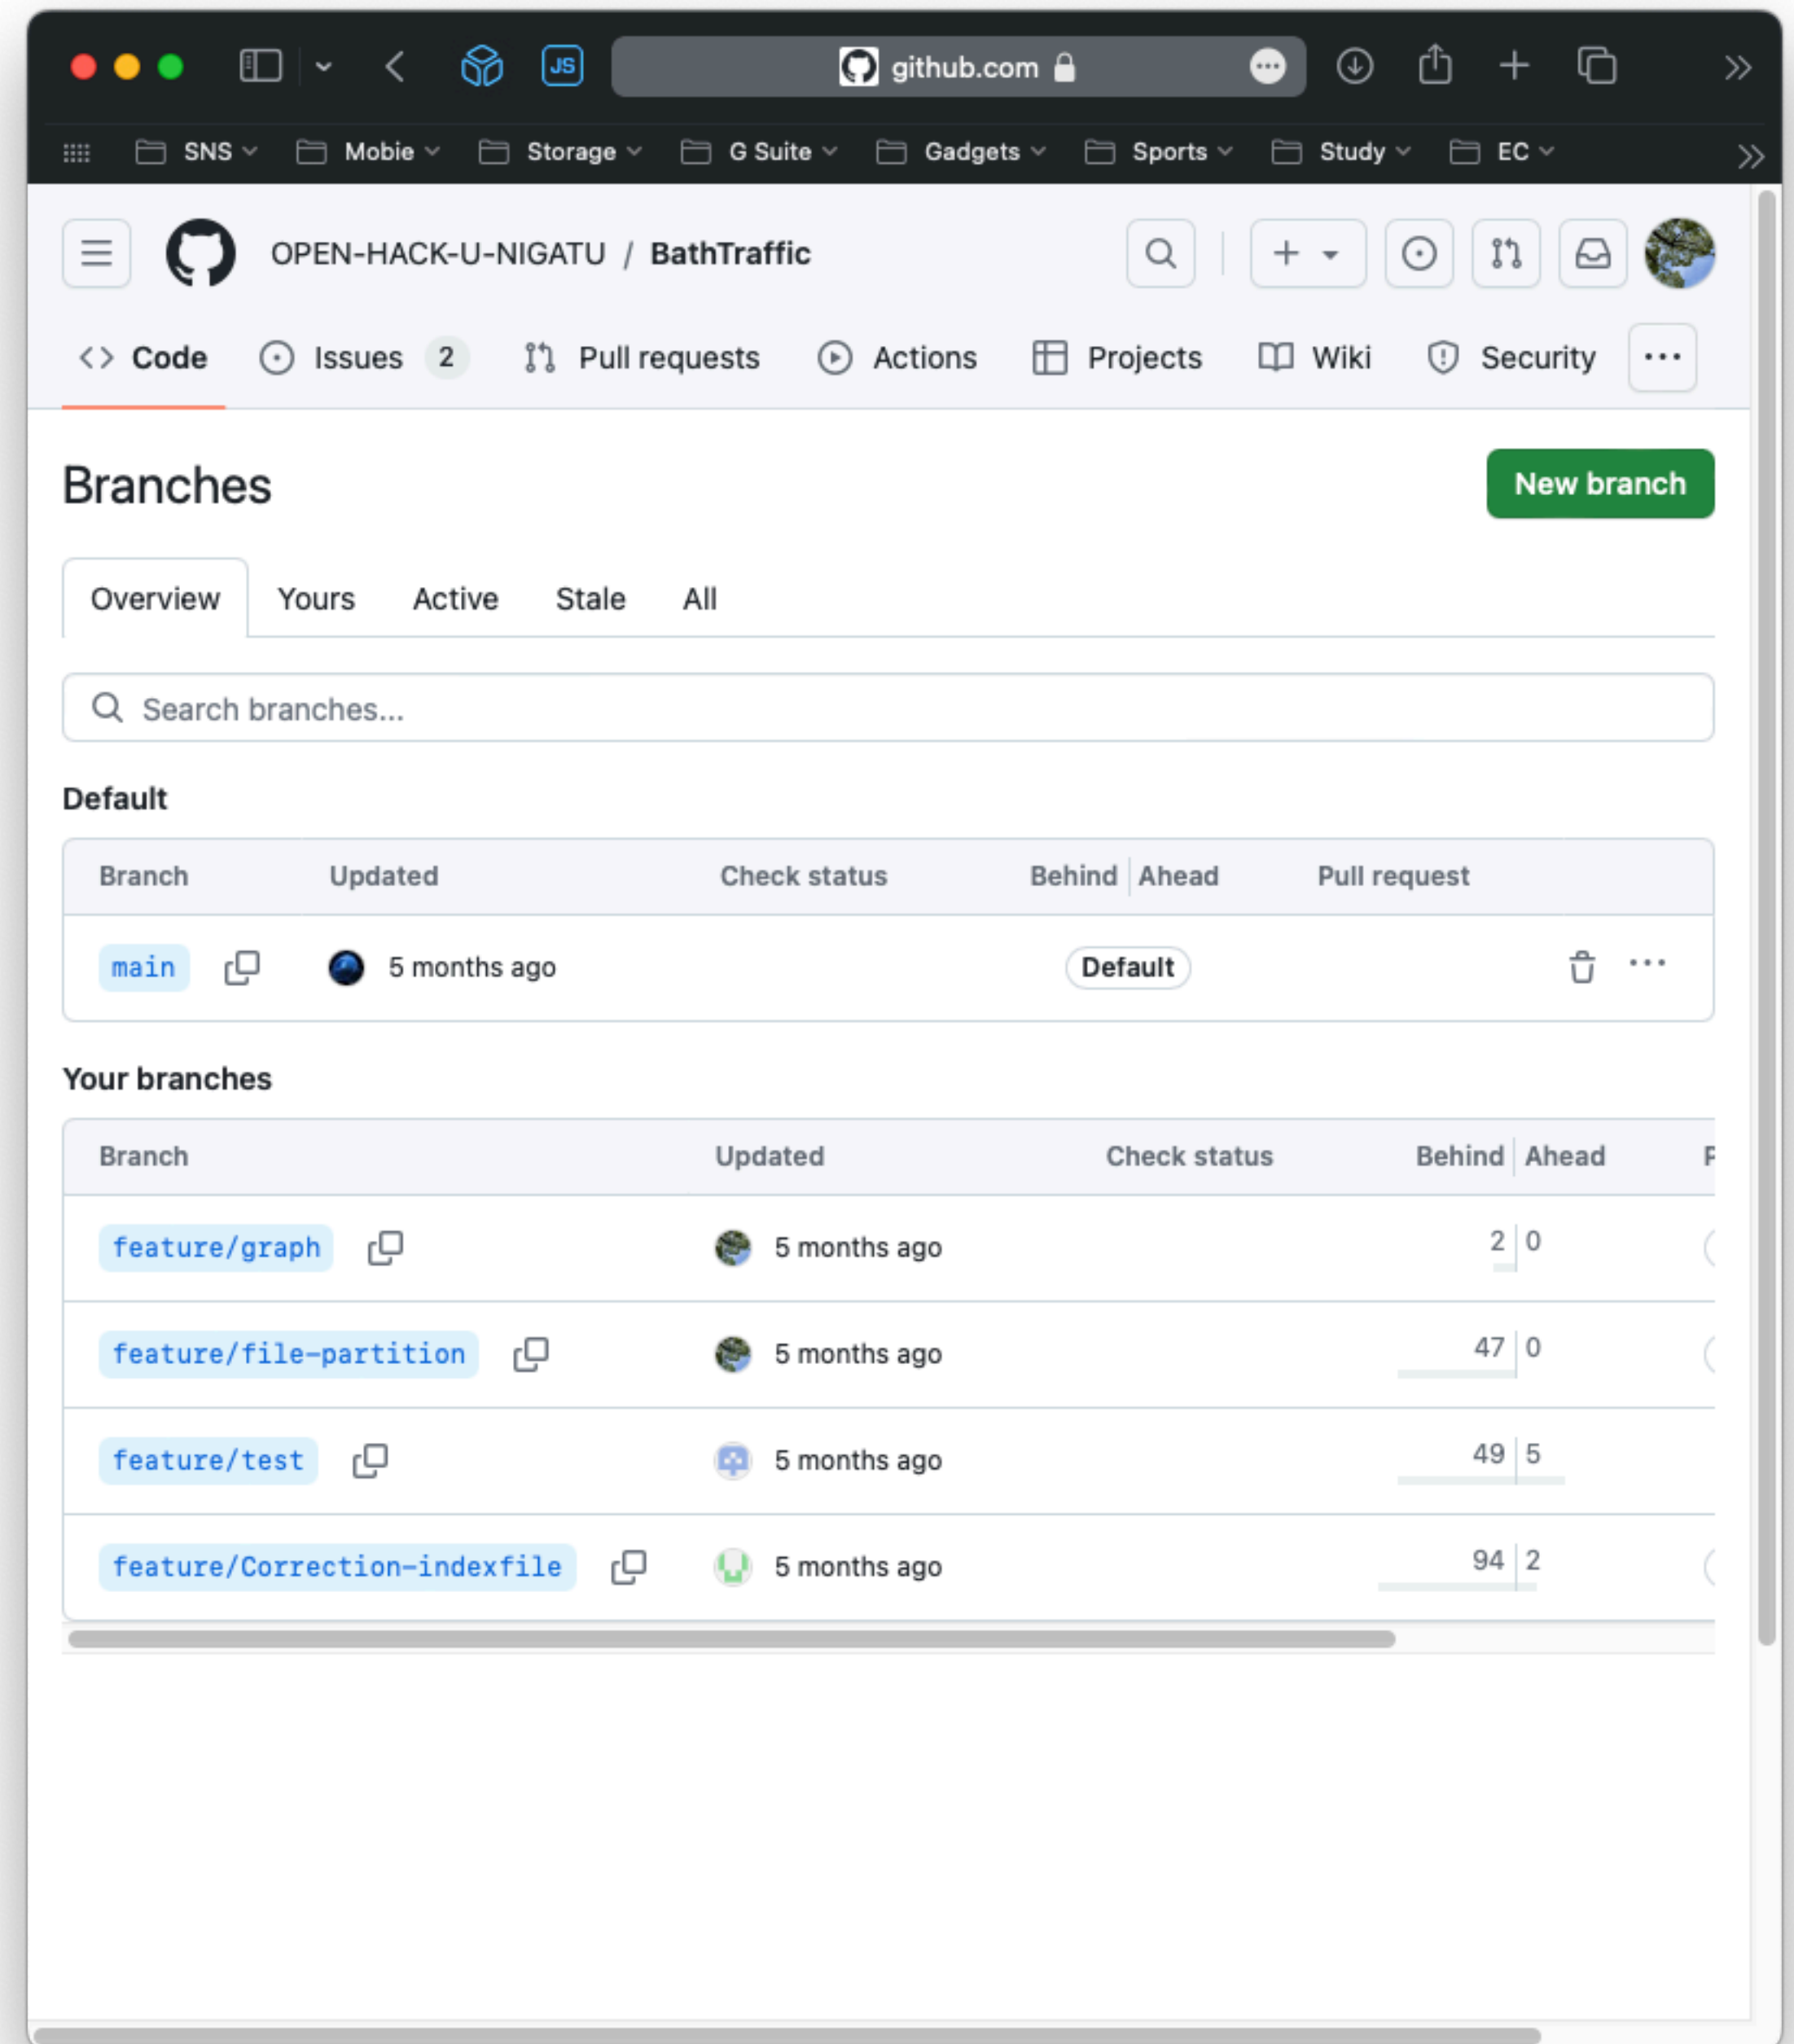 JS github.com
SNS Mobie Storage G Suite Gadgets Sports Study EC
OPEN-HACK-U-NIGATU / BathTraffic
Code Issues 2 Pull requests Actions Projects Wiki Security
Branches New branch
Overview Yours Active Stale All
Search branches...
Default
Branch Updated Check status Behind Ahead Pull request
main 5 months ago Default
Your branches
Branch Updated Check status Behind Ahead
feature/graph 5 months ago 2 0
feature/file-partition 5 months ago 47 0
feature/test 5 months ago 49 5
feature/Correction-indexfile 5 months ago 94 2